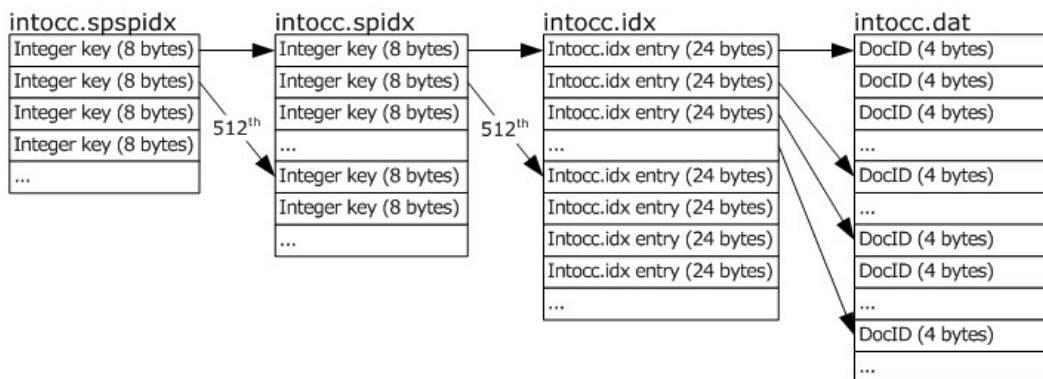 intocc.spspidx
Integer key (8 bytes)
Integer key (8 bytes)
Integer key (8 bytes)
Integer key (8 bytes)
...
512th
intocc.spidx
Integer key (8 bytes)
Integer key (8 bytes)
Integer key (8 bytes)
...
Integer key (8 bytes)
Integer key (8 bytes)
...
512th
intocc.idx
Intocc.idx entry (24 bytes)
Intocc.idx entry (24 bytes)
Intocc.idx entry (24 bytes)
...
Intocc.idx entry (24 bytes)
Intocc.idx entry (24 bytes)
Intocc.idx entry (24 bytes)
Intocc.idx entry (24 bytes)
...
intocc.dat
DocID (4 bytes)
DocID (4 bytes)
DocID (4 bytes)
...
DocID (4 bytes)
...
DocID (4 bytes)
DocID (4 bytes)
...
DocID (4 bytes)
...